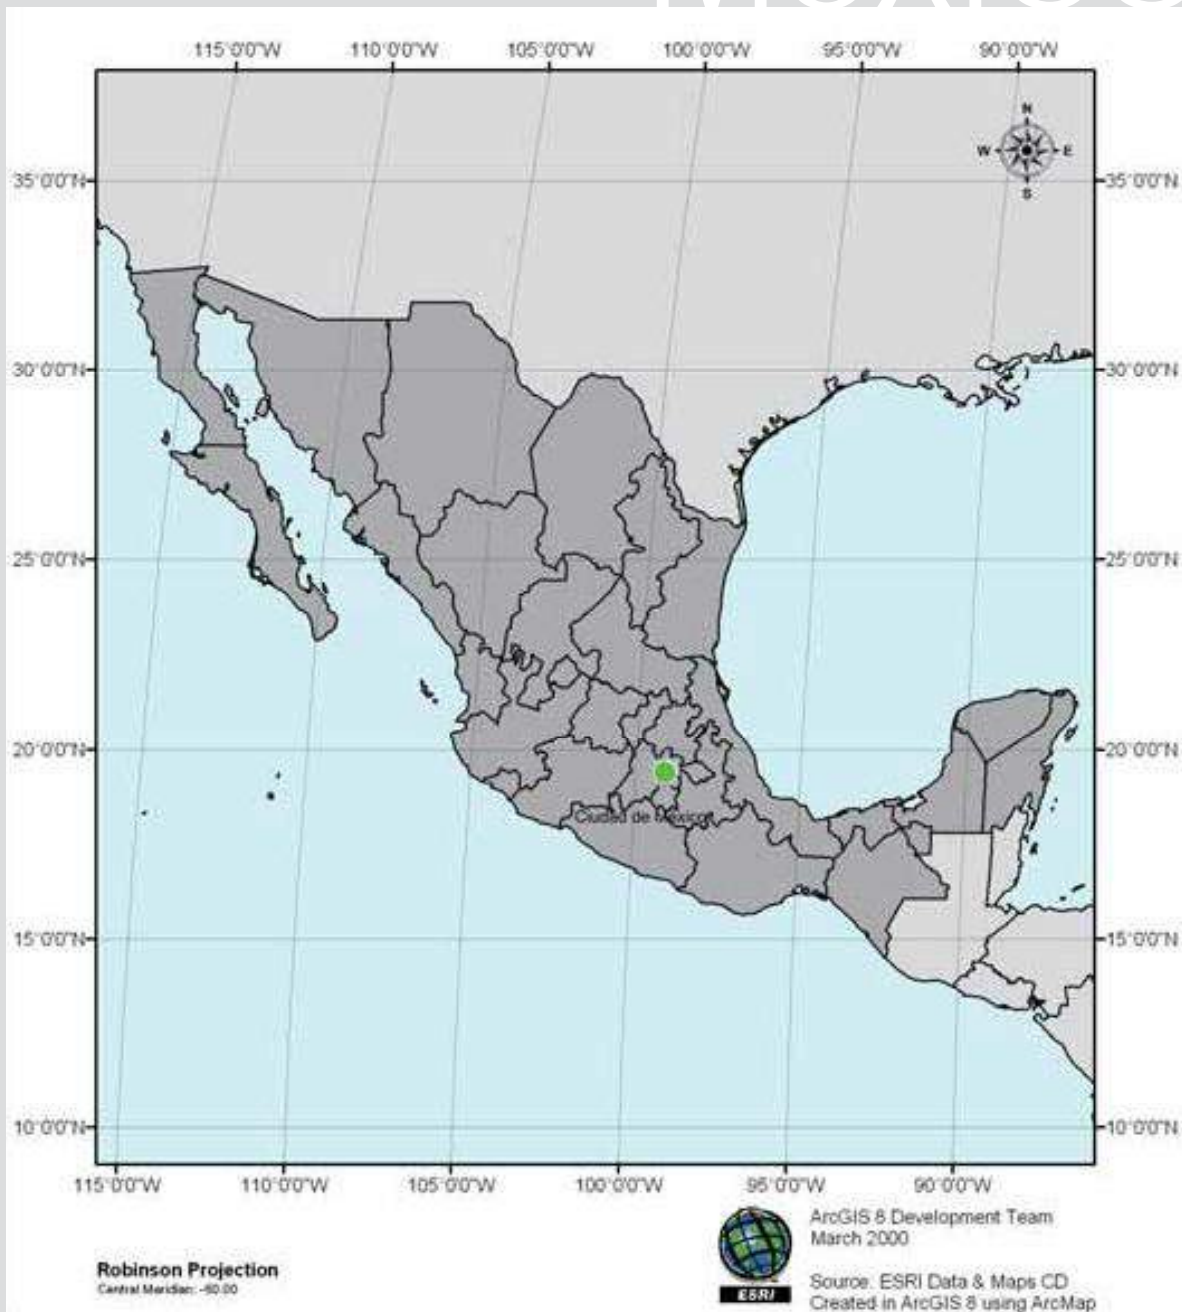 115°0'0"W 110°0'0"W 105°0'0"W 100°0'0"W 95°0'0"W 90°0'0"W
N
W E
S
35°0'0"N 35°0'0"N
30°0'0"N 30°0'0"N
25°0'0"N 25°0'0"N
20°0'0"N 20°0'0"N
Ciudad de México
15°0'0"N 15°0'0"N
10°0'0"N 10°0'0"N
115°0'0"W 110°0'0"W 105°0'0"W 100°0'0"W 95°0'0"W 90°0'0"W
ArcGIS 8 Development Team
March 2000
Robinson Projection
Central Meridian: -60.00
ESRI
Source: ESRI Data & Maps CD
Created in ArcGIS 8 using ArcMap